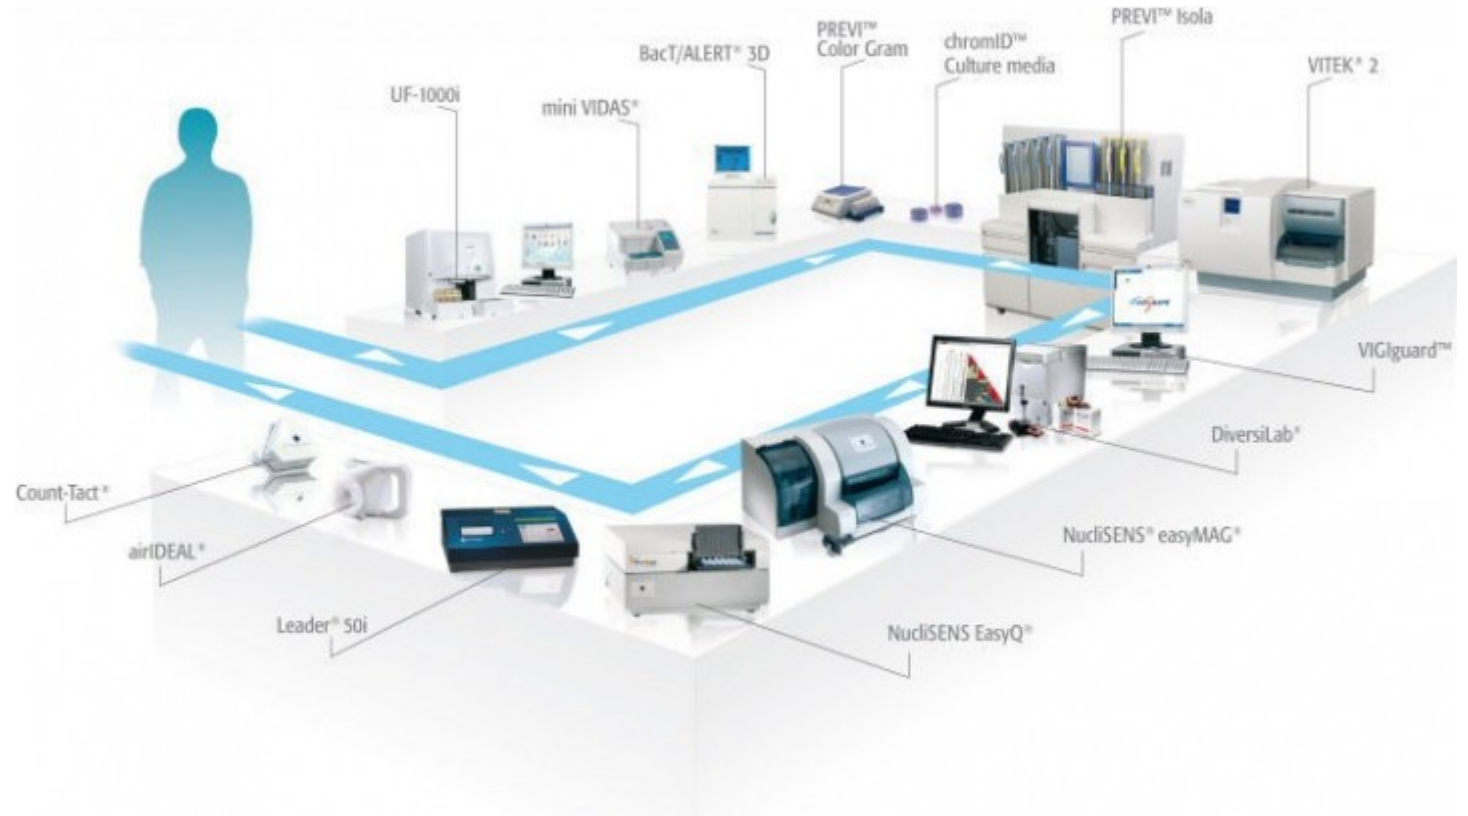 PREVI™ Isola
PREVI™
Color Gram
chromID™
Culture media
BacT/ALERT® 3D
VITEK® 2
UF-1000i
mini VIDAS®
VIGIguard™
DiversiLab®
Count-Tact®
airIDEAL®
NucliSENS® easyMAG®
Leader® 50i
NucliSENS EasyQ®